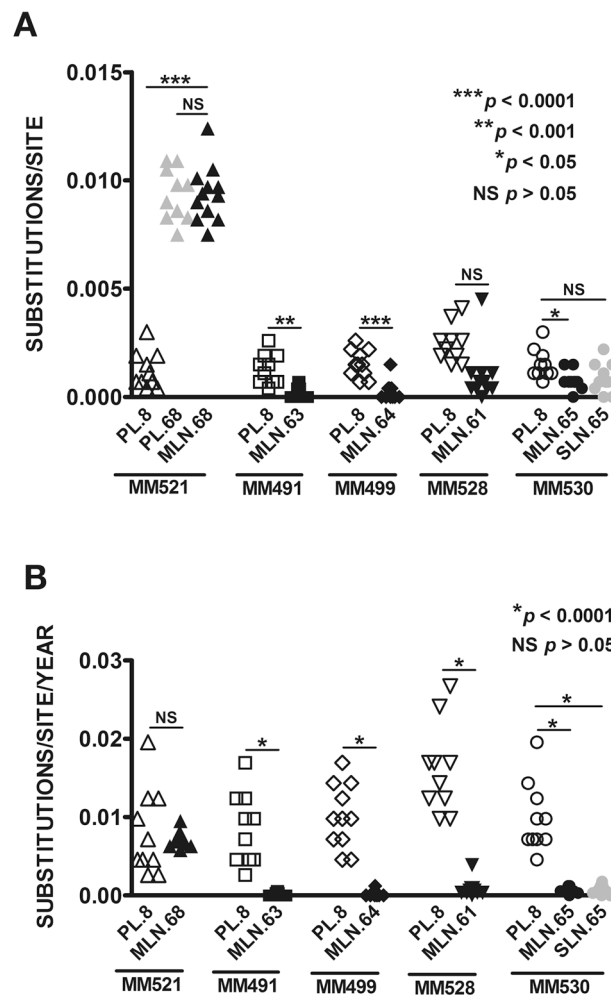 A
SUBSTITUTIONS/SITE
0.015
0.010
0.005
0.000
***
NS
**
***
NS
NS
*
***p < 0.0001
**p < 0.001
*p < 0.05
NS p > 0.05
PL.8 PL.68 MLN.68 PL.8 MLN.63 PL.8 MLN.64 PL.8 MLN.61 PL.8 MLN.65 SLN.65
MM521 MM491 MM499 MM528 MM530
B
SUBSTITUTIONS/SITE/YEAR
0.03
0.02
0.01
0.00
NS
*
*
*
*
*
*p < 0.0001
NS p > 0.05
PL.8 MLN.68 PL.8 MLN.63 PL.8 MLN.64 PL.8 MLN.61 PL.8 MLN.65 SLN.65
MM521 MM491 MM499 MM528 MM530